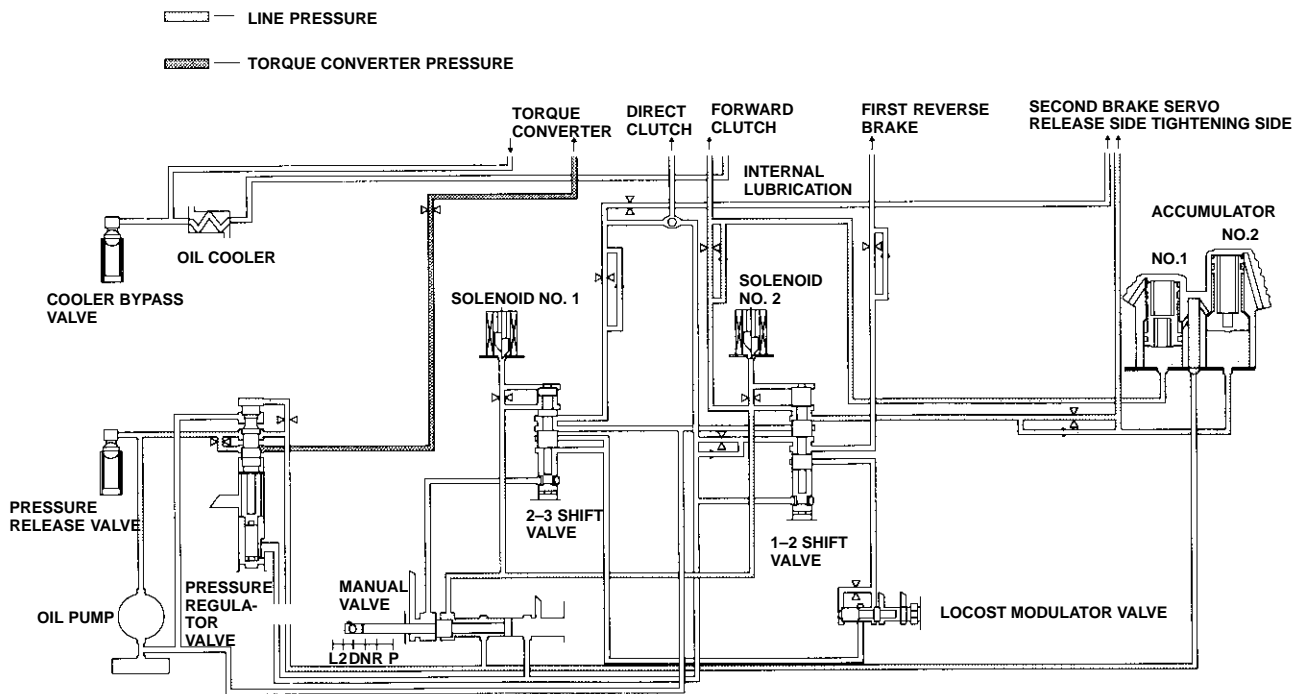 LINE PRESSURE
TORQUE CONVERTER PRESSURE
TORQUE
CONVERTER
DIRECT
CLUTCH
FORWARD
CLUTCH
FIRST REVERSE
BRAKE
SECOND BRAKE SERVO
RELEASE SIDE TIGHTENING SIDE
INTERNAL
LUBRICATION
ACCUMULATOR
NO.2
NO.1
OIL COOLER
COOLER BYPASS
VALVE
SOLENOID NO. 1
SOLENOID
NO. 2
PRESSURE
RELEASE VALVE
2–3 SHIFT
VALVE
1–2 SHIFT
VALVE
PRESSURE
REGULA-
TOR
VALVE
MANUAL
VALVE
OIL PUMP
LOCOST MODULATOR VALVE
L2DNR P